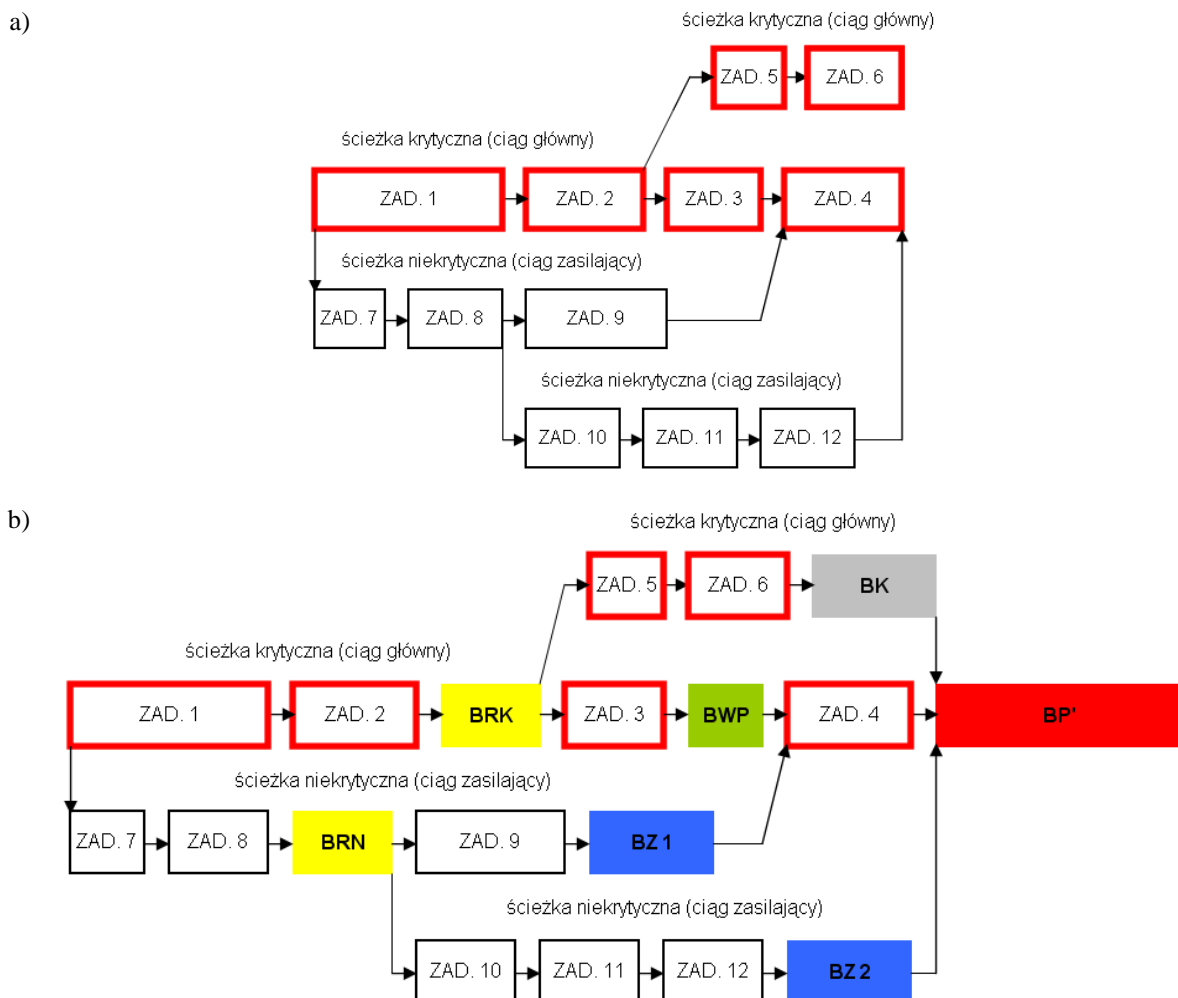 a)
ścieżka krytyczna (ciąg główny)
ZAD. 5 ZAD. 6
ścieżka krytyczna (ciąg główny)
ZAD. 1 ZAD. 2 ZAD. 3 ZAD. 4
ścieżka niekrytyczna (ciąg zasilający)
ZAD. 7 ZAD. 8 ZAD. 9
ścieżka niekrytyczna (ciąg zasilający)
ZAD. 10 ZAD. 11 ZAD. 12
b)
ścieżka krytyczna (ciąg główny)
ZAD. 5 ZAD. 6 BK
ścieżka krytyczna (ciąg główny)
ZAD. 1 ZAD. 2 BRK ZAD. 3 BWP ZAD. 4 BP'
ścieżka niekrytyczna (ciąg zasilający)
ZAD. 7 ZAD. 8 BRN ZAD. 9 BZ 1
ścieżka niekrytyczna (ciąg zasilający)
ZAD. 10 ZAD. 11 ZAD. 12 BZ 2